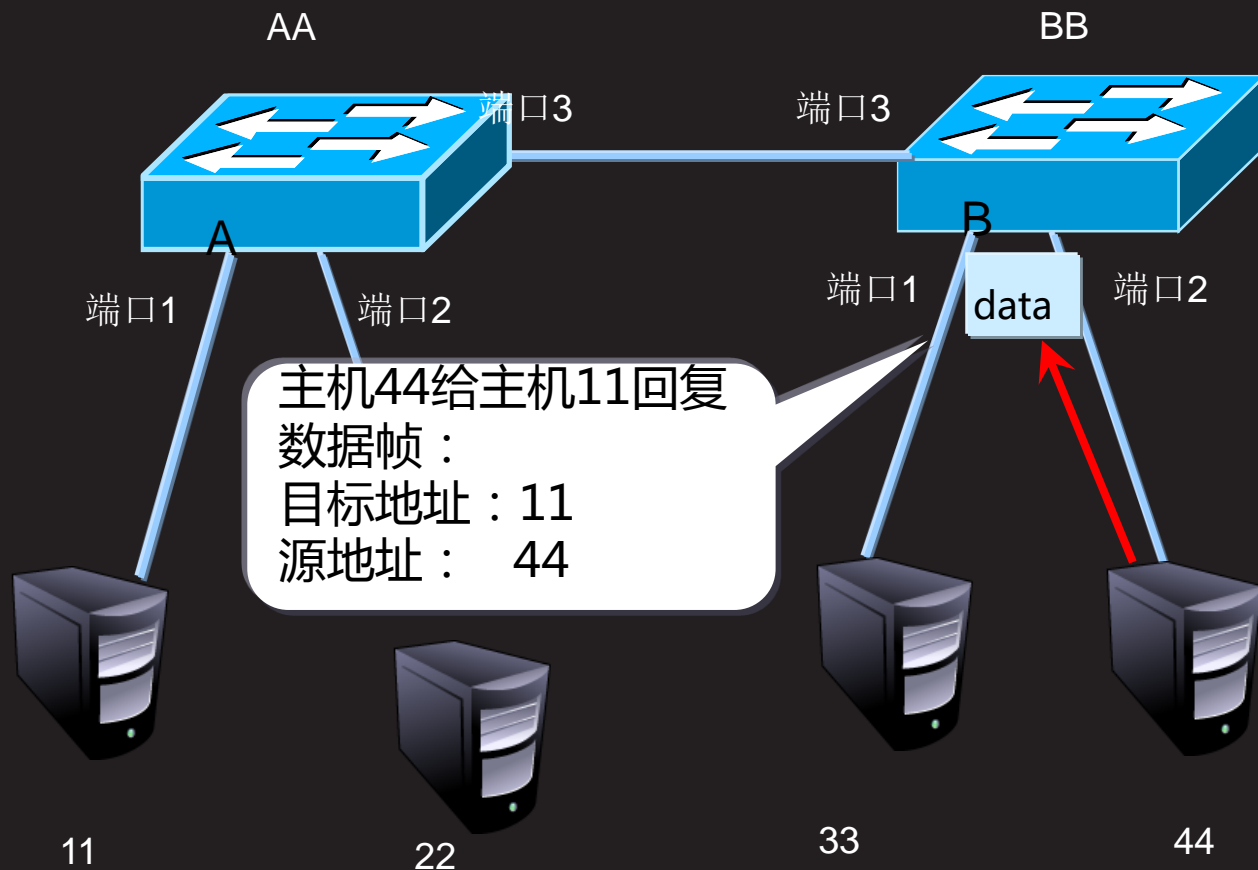 AA
BB
端口3
端口3
A
B
端口1
端口2
端口1
data
端口2
主机44给主机11回复
数据帧：
目标地址：11
源地址： 44
11
22
33
44